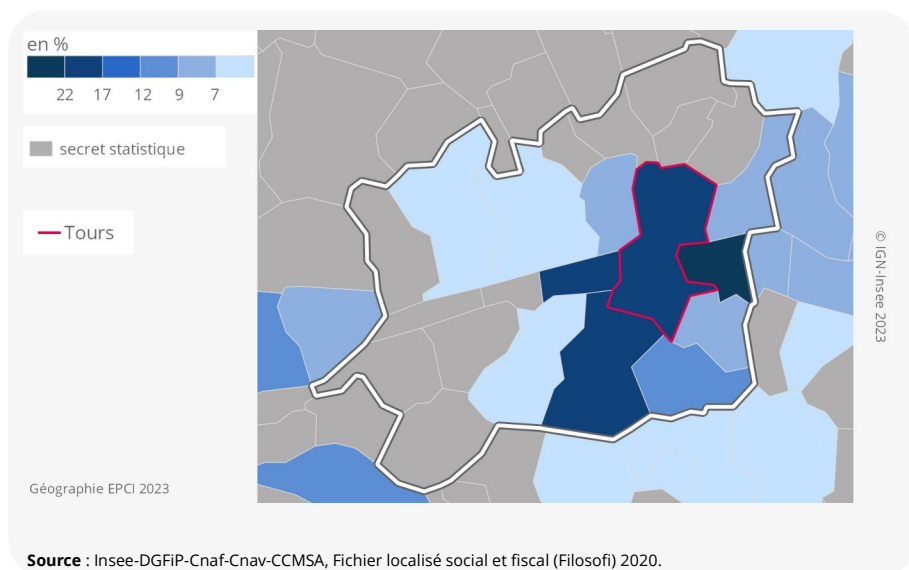 en %
22 17 12 9 7
secret statistique
Tours
© IGN-Insee 2023
Géographie EPCI 2023
Source : Insee-DGFiP-Cnaf-Cnav-CCMSA, Fichier localisé social et fiscal (Filosofi) 2020.